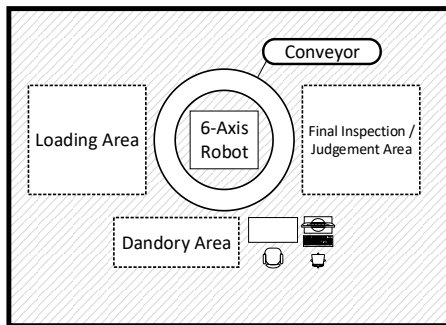 Conveyor
Loading Area
6-Axis
Robot
Final Inspection /
Judgement Area
Dandory Area